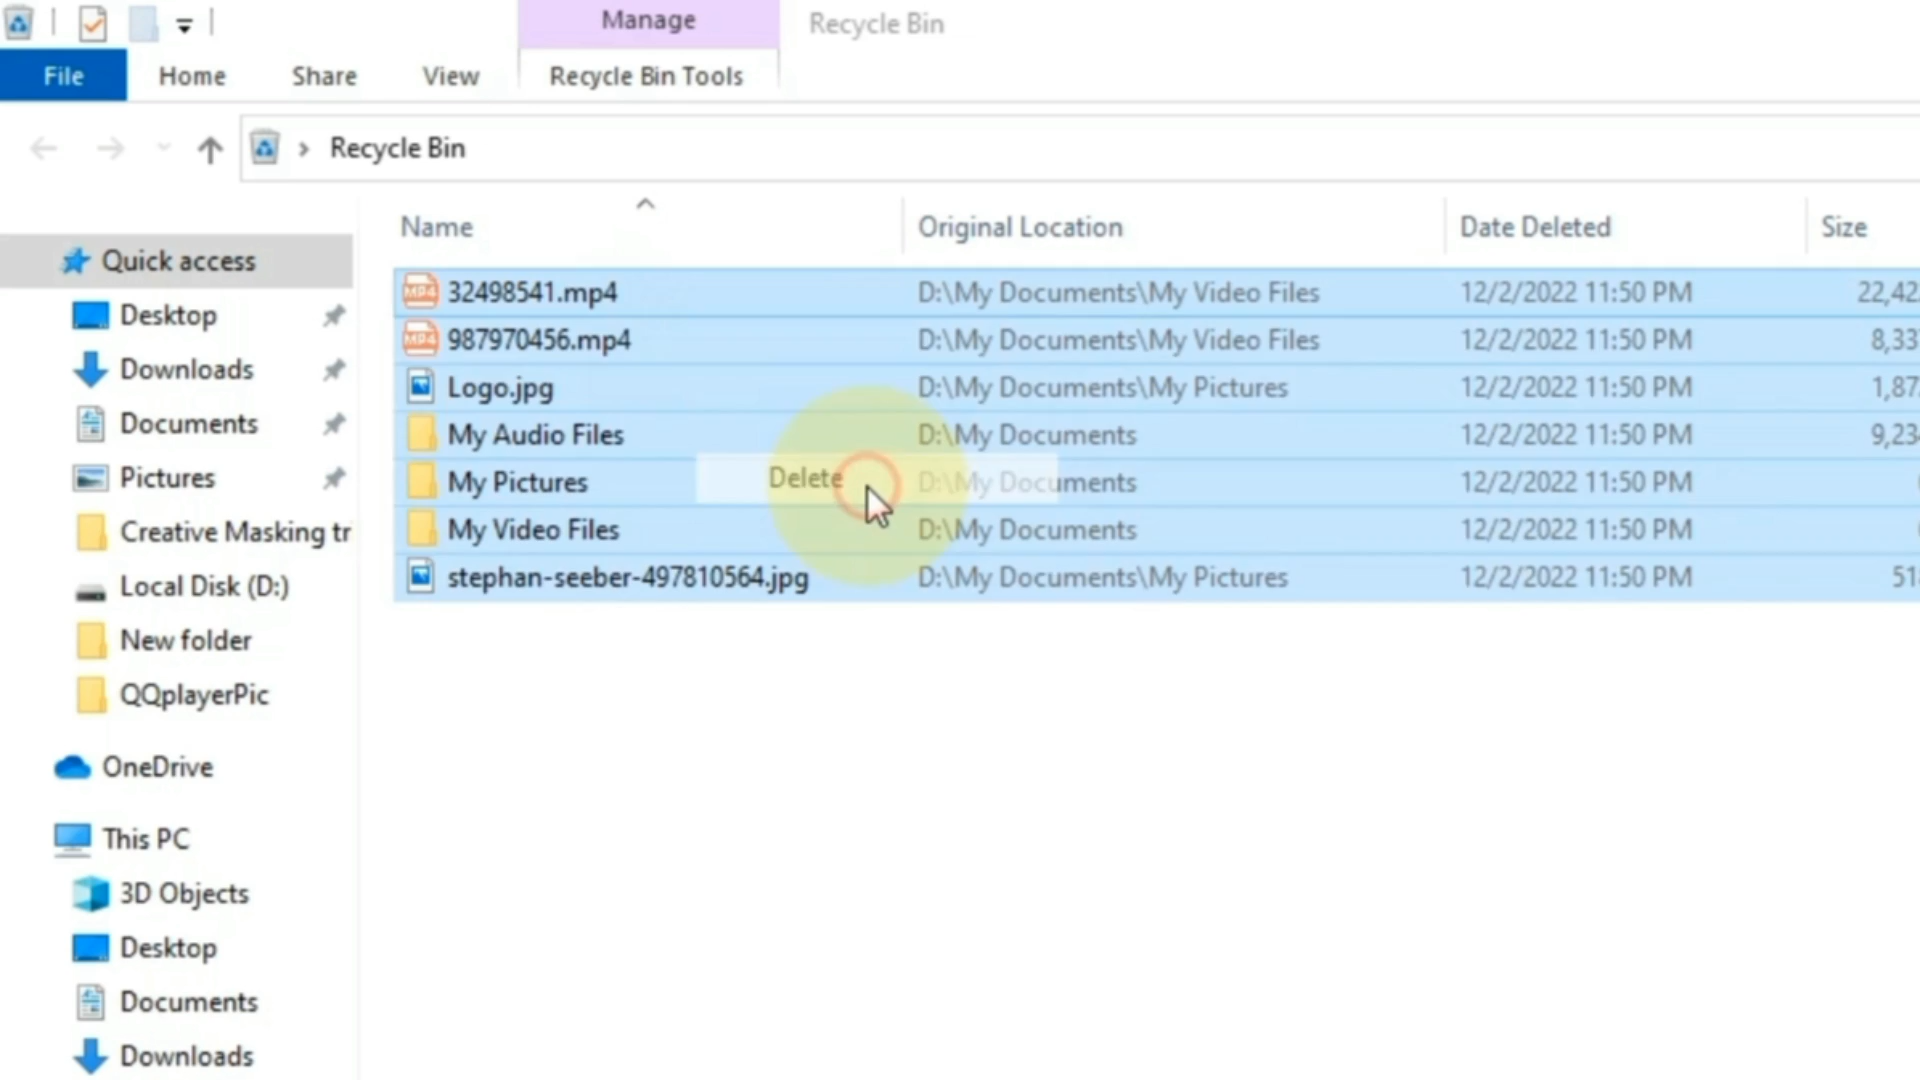 Manage
Recycle Bin
File
Home
Share
View
Recycle Bin Tools
Recycle Bin
Name
Original Location
Date Deleted
Size
Quick access
Desktop
Downloads
Documents
Pictures
Creative Masking tr
Local Disk (D:)
New folder
QQplayerPic
OneDrive
This PC
3D Objects
Desktop
Documents
Downloads
32498541.mp4 D:\My Documents\My Video Files 12/2/2022 11:50 PM 22,42
987970456.mp4 D:\My Documents\My Video Files 12/2/2022 11:50 PM 8,33
Logo.jpg D:\My Documents\My Pictures 12/2/2022 11:50 PM 1,87
My Audio Files D:\My Documents 12/2/2022 11:50 PM 9,23
My Pictures D:\My Documents 12/2/2022 11:50 PM
Delete
My Video Files D:\My Documents 12/2/2022 11:50 PM
stephan-seeber-497810564.jpg D:\My Documents\My Pictures 12/2/2022 11:50 PM 51